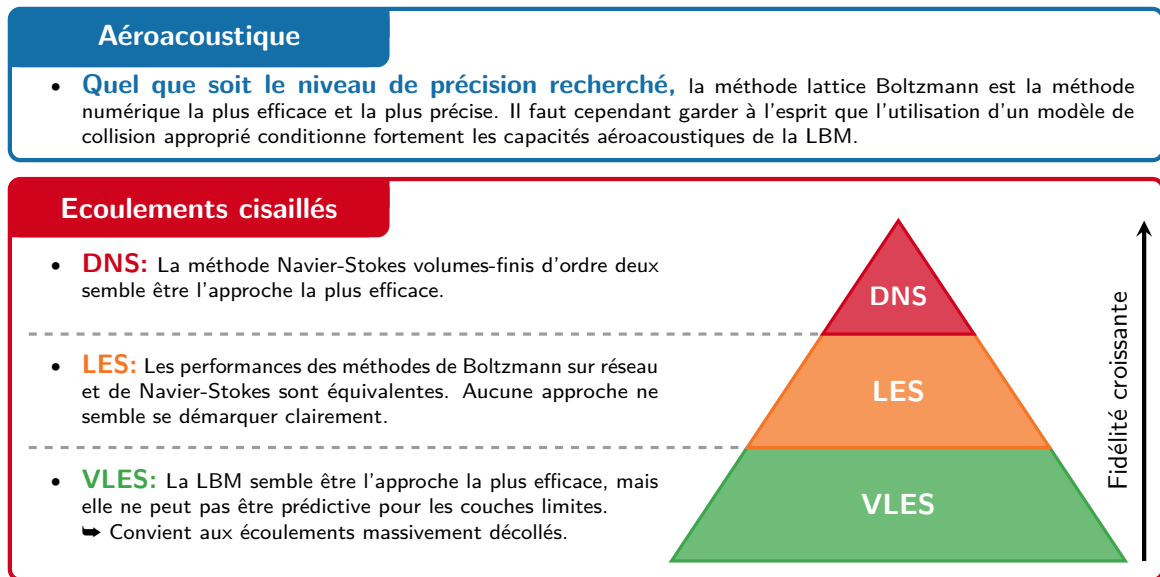 Aéroacoustique
• Quel que soit le niveau de précision recherché, la méthode lattice Boltzmann est la méthode
numérique la plus efficace et la plus précise. Il faut cependant garder à l'esprit que l'utilisation d'un modèle de
collision approprié conditionne fortement les capacités aéroacoustiques de la LBM.
Ecoulements cisaillés
• DNS: La méthode Navier-Stokes volumes-finis d'ordre deux
semble être l'approche la plus efficace.
• LES: Les performances des méthodes de Boltzmann sur réseau
et de Navier-Stokes sont équivalentes. Aucune approche ne
semble se démarquer clairement.
• VLES: La LBM semble être l'approche la plus efficace, mais
elle ne peut pas être prédictive pour les couches limites.
➥ Convient aux écoulements massivement décollés.
DNS
LES
VLES
Fidélité croissante